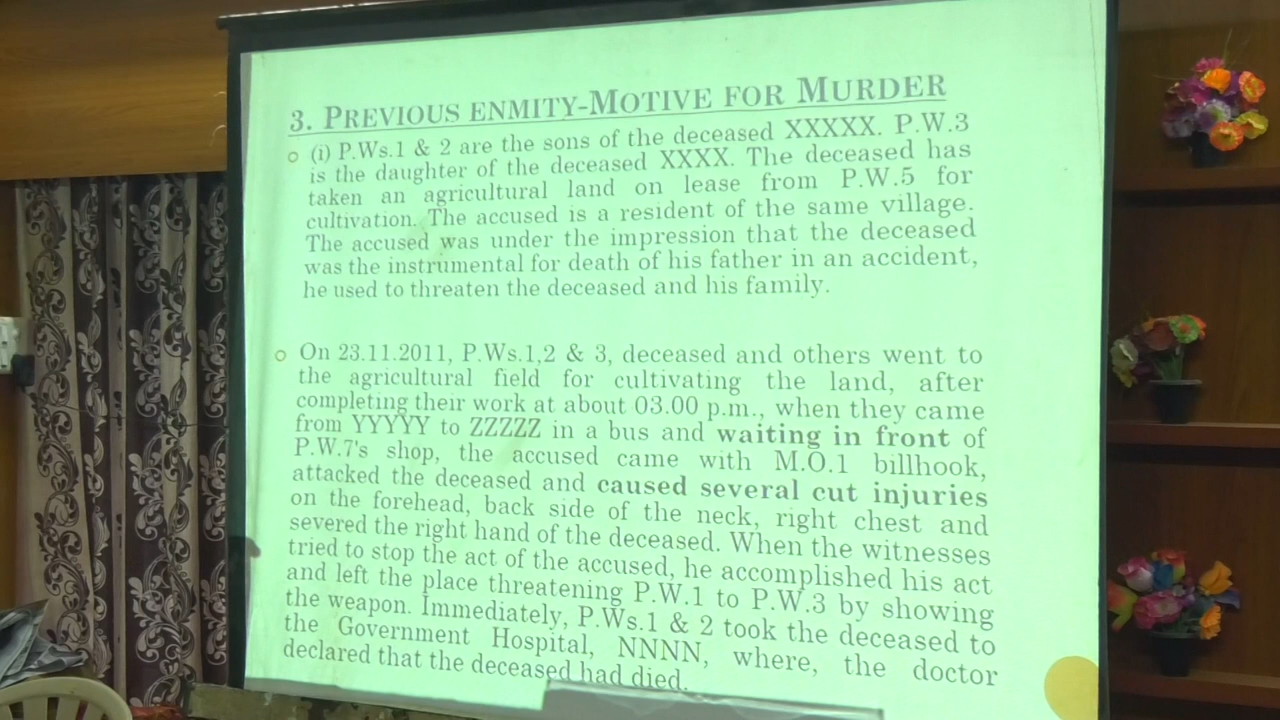 3. PREVIOUS ENMITY-MOTIVE FOR MURDER
(i) P.Ws.1 & 2 are the sons of the deceased XXXXX. P.W.3
is the daughter of the deceased XXXX. The deceased has
taken an agricultural land on lease from P.W.5 for
cultivation. The accused is a resident of the same village.
The accused was under the impression that the deceased
was the instrumental for death of his father in an accident,
he used to threaten the deceased and his family.
On 23.11.2011, P.Ws.1,2 & 3, deceased and others went to
the agricultural field for cultivating the land, after
completing their work at about 03.00 p.m., when they came
from YYYYY to ZZZZZ in a bus and waiting in front of
P.W.7's shop, the accused came with M.O.1 billhook,
attacked the deceased and caused several cut injuries
on the forehead, back side of the neck, right chest and
severed the right hand of the deceased. When the witnesses
tried to stop the act of the accused, he accomplished his act
and left the place threatening P.W.1 to P.W.3 by showing
the weapon. Immediately, P.Ws.1 & 2 took the deceased to
the Government Hospital, NNNN, where, the doctor
declared that the deceased had died.